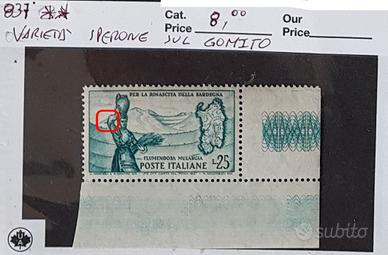 837 **
Cat. Price 8,00
Our Price
VARIETÀ SPERONE SUL GOMITO
PER LA RINASCITA DELLA SARDEGNA
FLUMENDOSA MULARGIA
POSTE ITALIANE L.25
subito